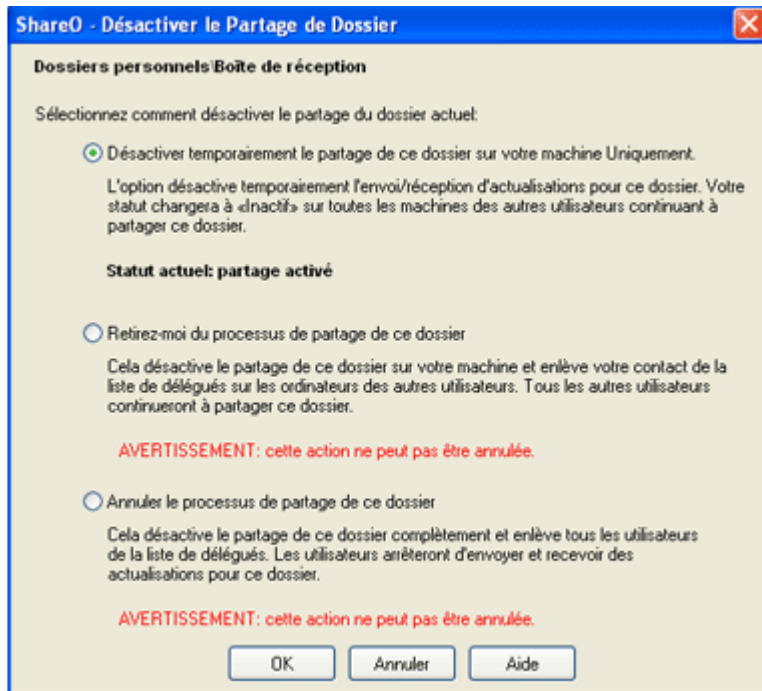 ShareO - Désactiver le Partage de Dossier
Dossiers personnels\Boîte de réception
Sélectionnez comment désactiver le partage du dossier actuel:
Désactiver temporairement le partage de ce dossier sur votre machine Uniquement.
L'option désactive temporairement l'envoi/réception d'actualisations pour ce dossier. Votre
statut changera à «Inactif» sur toutes les machines des autres utilisateurs continuant à
partager ce dossier.
Statut actuel: partage activé
Retirez-moi du processus de partage de ce dossier
Cela désactive le partage de ce dossier sur votre machine et enlève votre contact de la
liste de délégués sur les ordinateurs des autres utilisateurs. Tous les autres utilisateurs
continueront à partager ce dossier.
AVERTISSEMENT: cette action ne peut pas être annulée.
Annuler le processus de partage de ce dossier
Cela désactive le partage de ce dossier complètement et enlève tous les utilisateurs
de la liste de délégués. Les utilisateurs arrêteront d'envoyer et recevoir des
actualisations pour ce dossier.
AVERTISSEMENT: cette action ne peut pas être annulée.
OK
Annuler
Aide